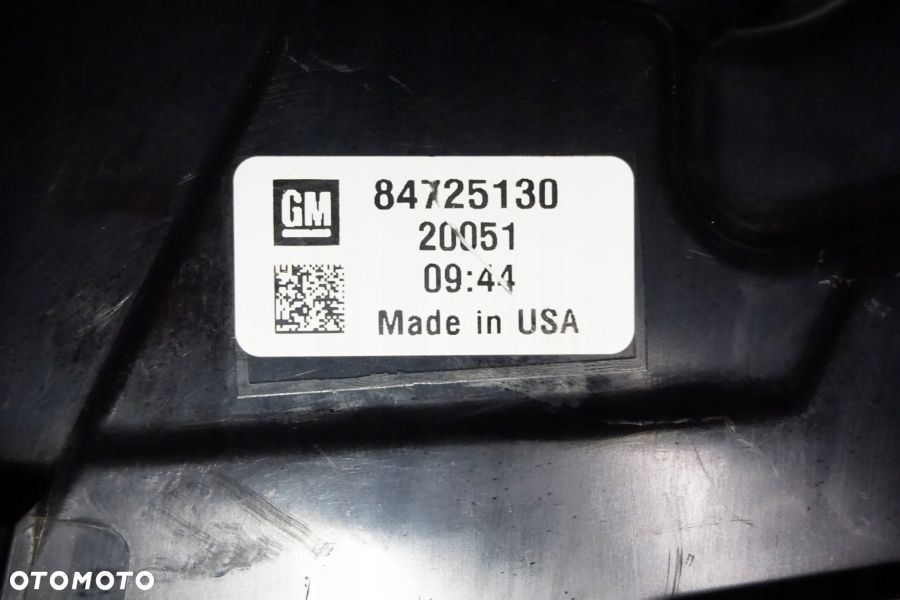 GM
84725130
20051
09:44
Made in USA
OTOMOTO